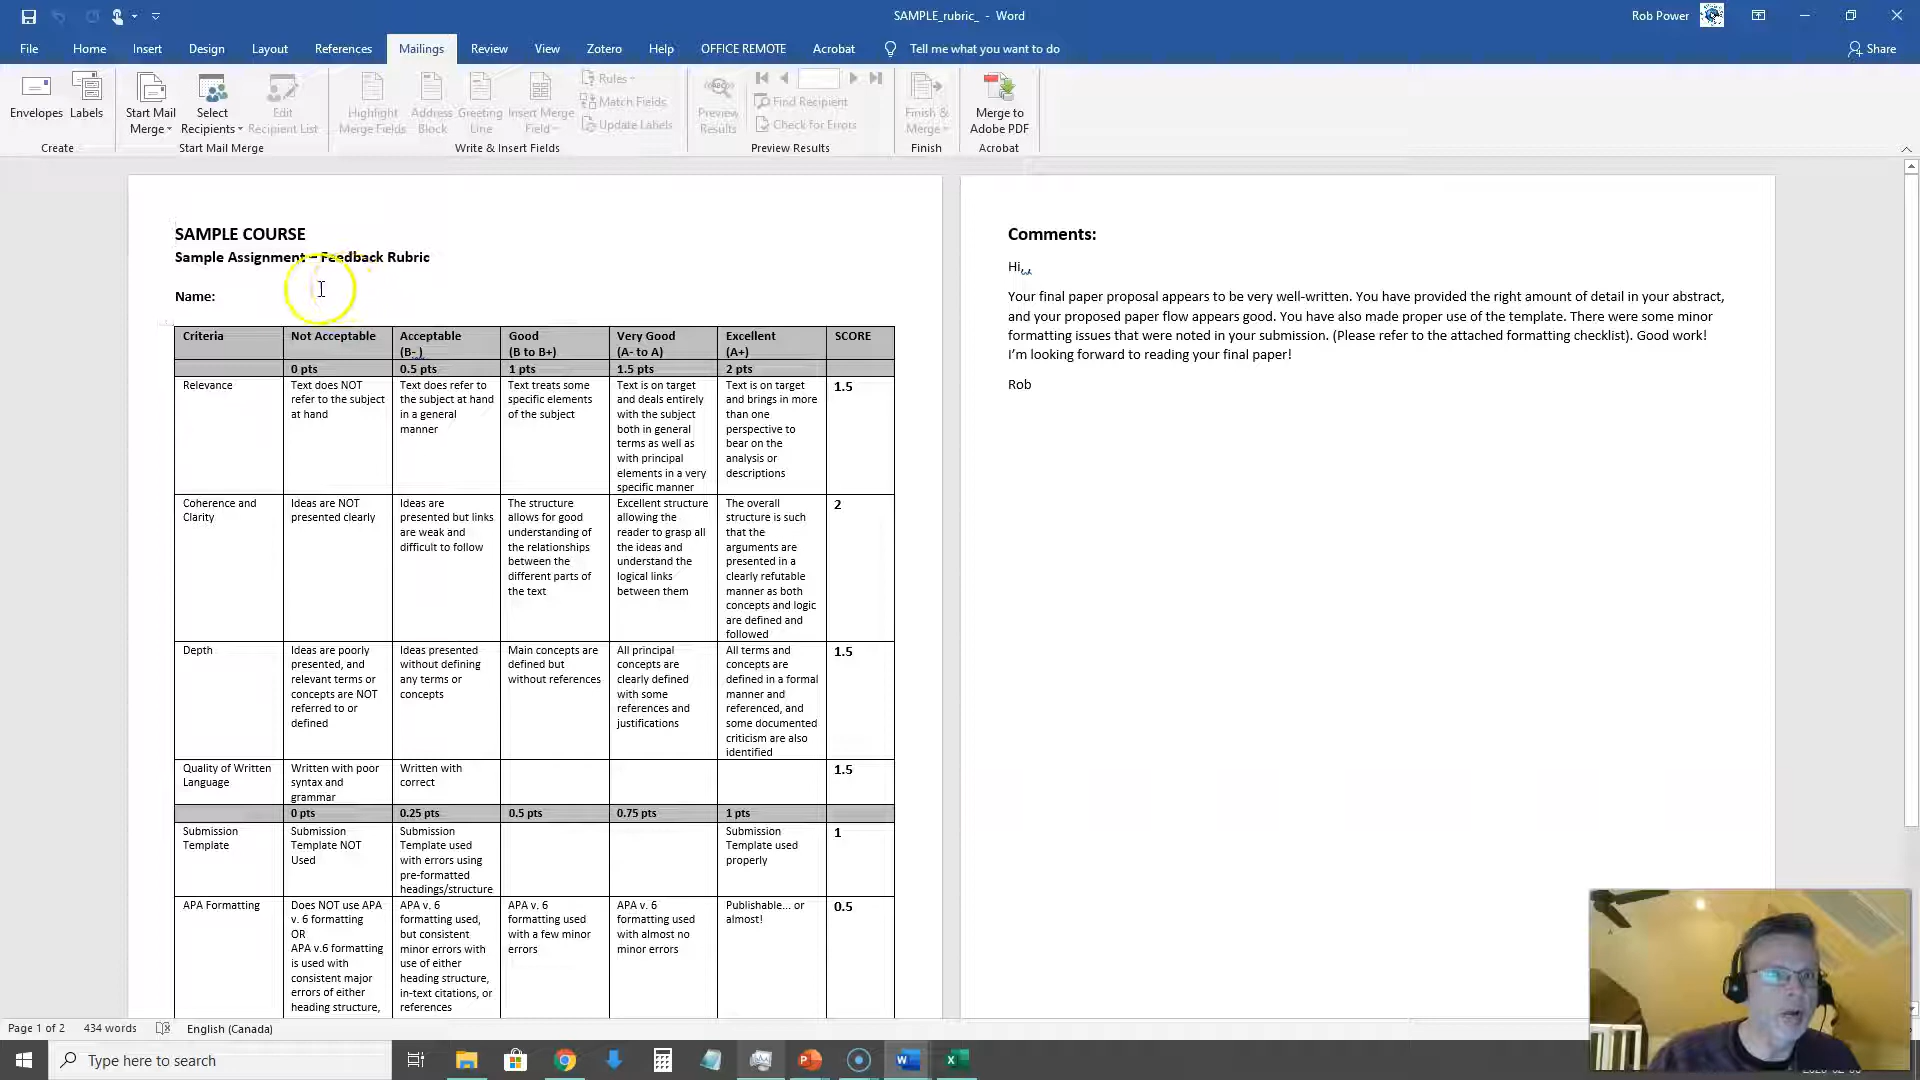 SAMPLE_rubric_ - Word
Rob Power
File Home Insert Design Layout References Mailings Review View Zotero Help OFFICE REMOTE Acrobat Tell me what you want to do Share
Envelopes
Labels
Start Mail
Merge
Select
Recipients
Edit
Recipient List
Highlight
Merge Fields
Address
Block
Greeting
Line
Insert Merge
Field
Rules
Match Fields
Update Labels
Preview
Results
Find Recipient
Check for Errors
Finish &
Merge
Merge to
Adobe PDF
Create
Start Mail Merge
Write & Insert Fields
Preview Results
Finish
Acrobat
SAMPLE COURSE
Sample Assignment – Feedback Rubric
Name:
Criteria
Not Acceptable
Acceptable
(B- )
Good
(B to B+)
Very Good
(A- to A)
Excellent
(A+)
SCORE
0 pts
0.5 pts
1 pts
1.5 pts
2 pts
Relevance
Text does NOT
refer to the subject
at hand
Text does refer to
the subject at hand
in a general
manner
Text treats some
specific elements
of the subject
Text is on target
and deals entirely
with the subject
both in general
terms as well as
with principal
elements in a very
specific manner
Text is on target
and brings in more
than one
perspective to
bear on the
analysis or
descriptions
1.5
Coherence and
Clarity
Ideas are NOT
presented clearly
Ideas are
presented but links
are weak and
difficult to follow
The structure
allows for good
understanding of
the relationships
between the
different parts of
the text
Excellent structure
allowing the
reader to grasp all
the ideas and
understand the
logical links
between them
The overall
structure is such
that the
arguments are
presented in a
clearly refutable
manner as both
concepts and logic
are defined and
followed
2
Depth
Ideas are poorly
presented, and
relevant terms or
concepts are NOT
referred to or
defined
Ideas presented
without defining
any terms or
concepts
Main concepts are
defined but
without references
All principal
concepts are
clearly defined
with some
references and
justifications
All terms and
concepts are
defined in a formal
manner and
referenced, and
some documented
criticism are also
identified
1.5
Quality of Written
Language
Written with poor
syntax and
grammar
Written with
correct
1.5
0 pts
0.25 pts
0.5 pts
0.75 pts
1 pts
Submission
Template
Submission
Template NOT
Used
Submission
Template used
with errors using
pre-formatted
headings/structure
Submission
Template used
properly
1
APA Formatting
Does NOT use APA
v. 6 formatting
OR
APA v.6 formatting
is used with
consistent major
errors of either
heading structure,
APA v. 6
formatting used,
but consistent
minor errors with
use of either
heading structure,
in-text citations, or
references
APA v. 6
formatting used
with a few minor
errors
APA v. 6
formatting used
with almost no
minor errors
Publishable... or
almost!
0.5
Comments:
Hi, ,
Your final paper proposal appears to be very well-written. You have provided the right amount of detail in your abstract,
and your proposed paper flow appears good. You have also made proper use of the template. There were some minor
formatting issues that were noted in your submission. (Please refer to the attached formatting checklist). Good work!
I'm looking forward to reading your final paper!
Rob
Page 1 of 2 434 words English (Canada)
Type here to search